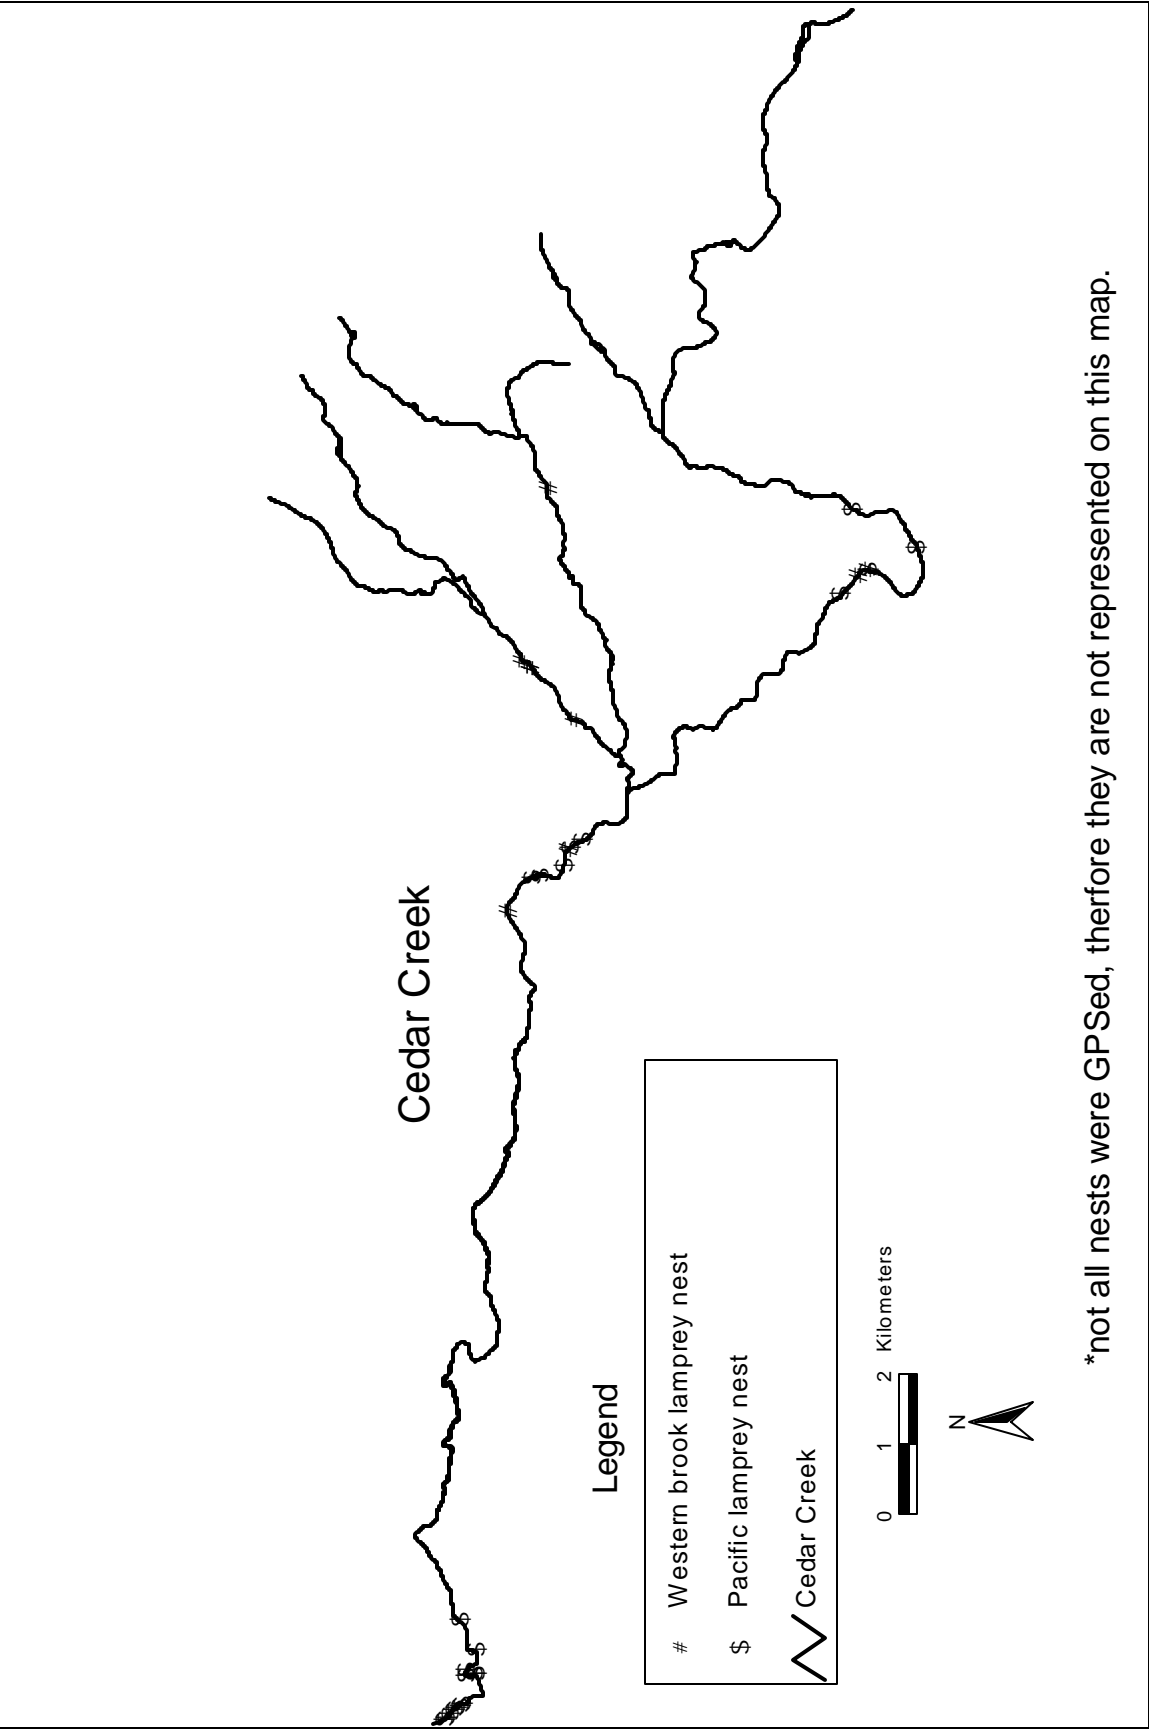 Cedar Creek
Legend
# Western brook lamprey nest
$ Pacific lamprey nest
Cedar Creek
0 1 2 Kilometers
N
*not all nests were GPSed, therfore they are not represented on this map.